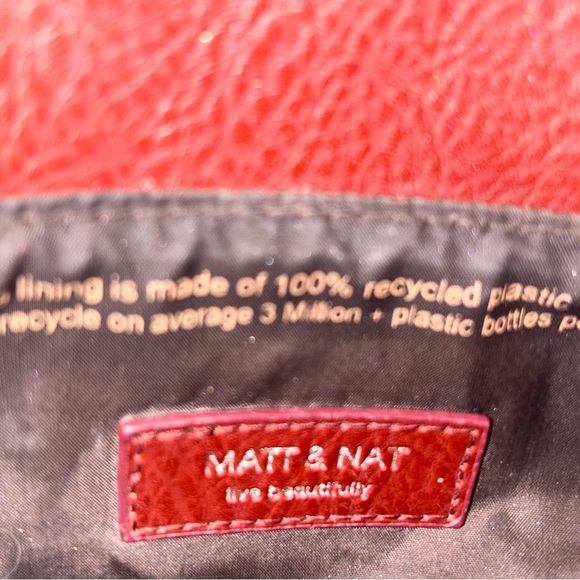 lining is made of 100% recycled plastic
recycle on average 3 Million + plastic bottles
MATT & NAT
live beautifully